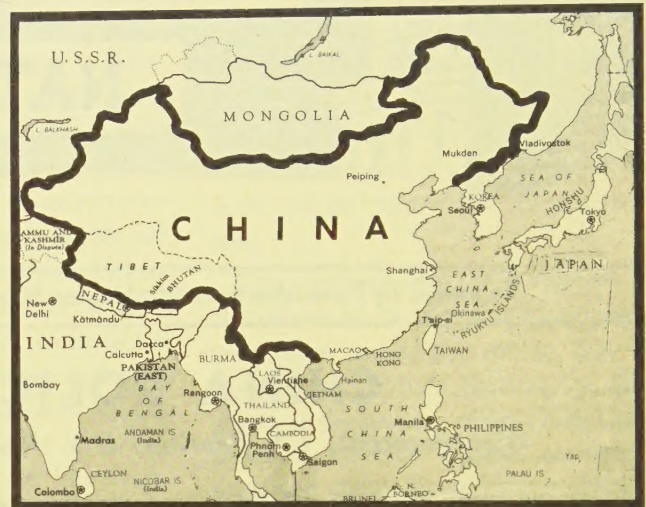 U.S.S.R.
L. BAIKAL
L. BALKHASH
MONGOLIA
Vladivostok
Mukden
Peiping
SEA OF
JAPAN
KOREA
Seoul
HONSHU
Tokyo
JAPAN
CHINA
AMMU AND
KASHMIR
(In Dispute)
TIBET
Sikkim
BHUTAN
NEPAL
New
Delhi
Kātmāndu
Shanghai
EAST
CHINA
SEA
Okinawa
RYUKYU ISLANDS
T'aip-ei
TAIWAN
INDIA
Dacca
Calcutta
PAKISTAN
(EAST)
BURMA
MACAO
HONG
KONG
LAOS
Vientiane
Hainan
VIETNAM
Bombay
BAY
OF
BENGAL
Rangoon
THAILAND
Bangkok
SOUTH
CHINA
SEA
Manila
PHILIPPINES
ANDAMAN IS
(India)
CAMBODIA
Phnom
Penh
Saigon
Madras
CEYLON
Colombo
NICOBAR IS
(India)
PALAU IS
Yap
BRUNEI
N.
BORNEO